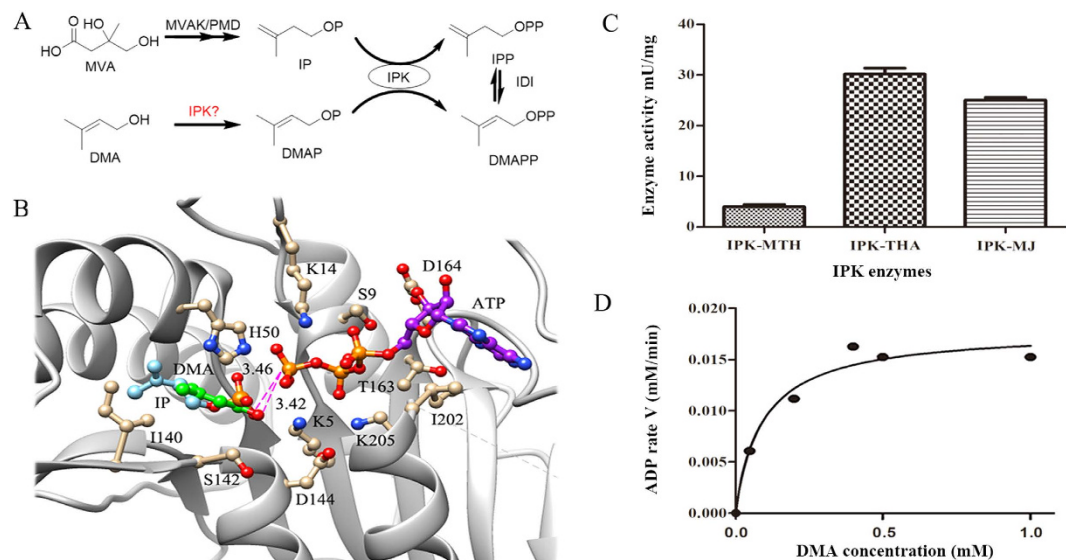 A
MVA
HO
O
HO
OH
MVAK/PMD
OP
IP
IPK
OPP
IPP
IDI
OH
DMA
IPK?
OP
DMAP
OPP
DMAPP
B
K14
D164
S9
ATP
H50
DMA
3.46
IP
3.42
T163
I140
K5
K205
I202
S142
D144
C
Enzyme activity mU/mg
40
30
20
10
0
IPK-MTH
IPK-THA
IPK-MJ
IPK enzymes
D
ADP rate V (mM/min)
0.020
0.015
0.010
0.005
0.000
0.0
0.5
1.0
DMA concentration (mM)